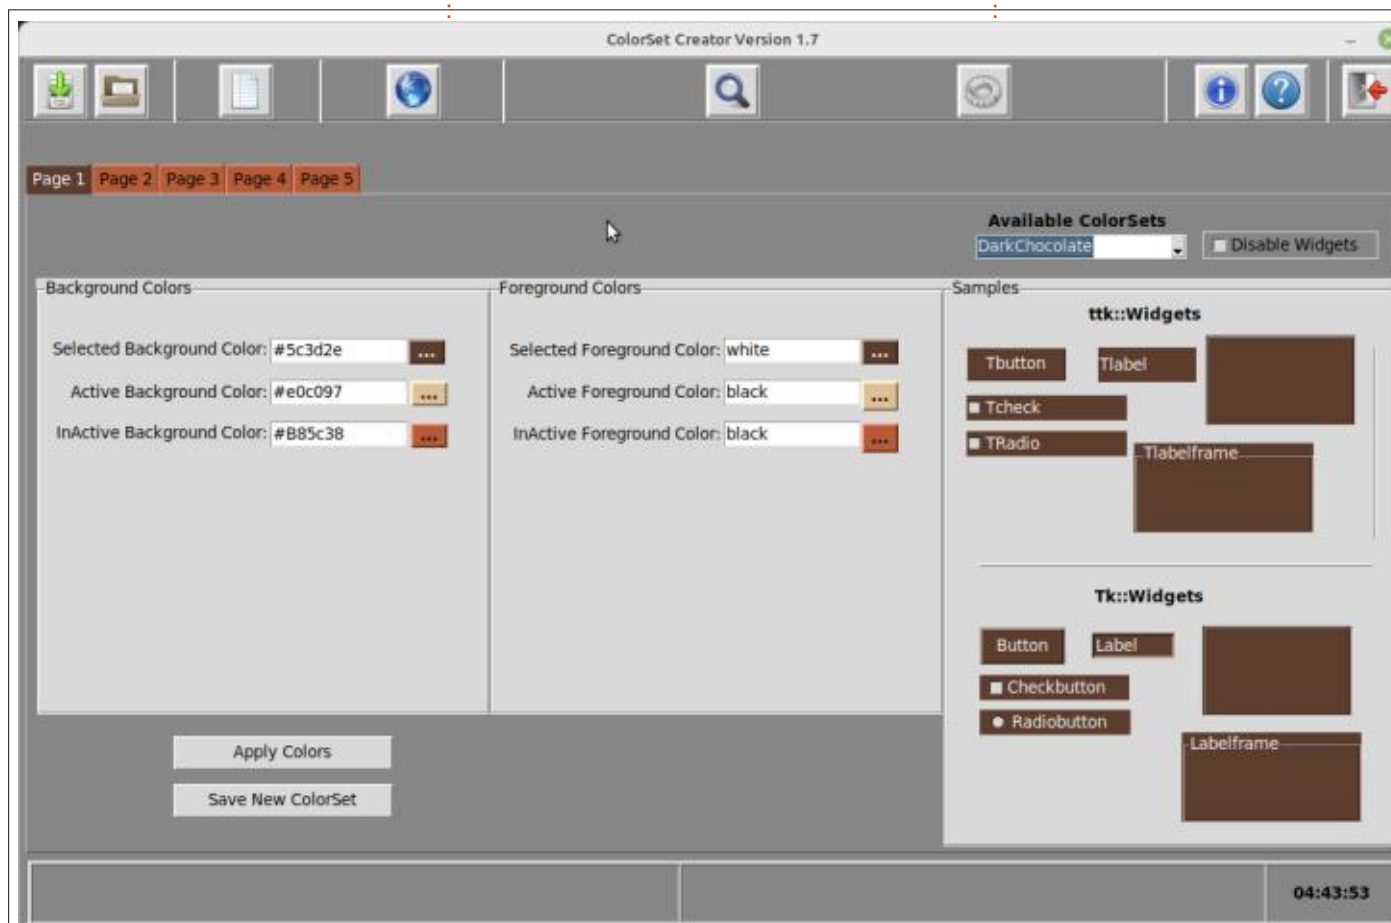 ColorSet Creator Version 1.7
Page 1 Page 2 Page 3 Page 4 Page 5
Available ColorSets
DarkChocolate
Disable Widgets
Background Colors
Selected Background Color: #5c3d2e ...
Active Background Color: #e0c097 ...
InActive Background Color: #B85c38 ...
Foreground Colors
Selected Foreground Color: white ...
Active Foreground Color: black ...
InActive Foreground Color: black ...
Samples
ttk::Widgets
Tbutton
Tlabel
Tcheck
TRadio
Tlabelframe
Tk::Widgets
Button
Label
Checkbutton
Radiobutton
Labelframe
Apply Colors
Save New ColorSet
04:43:53